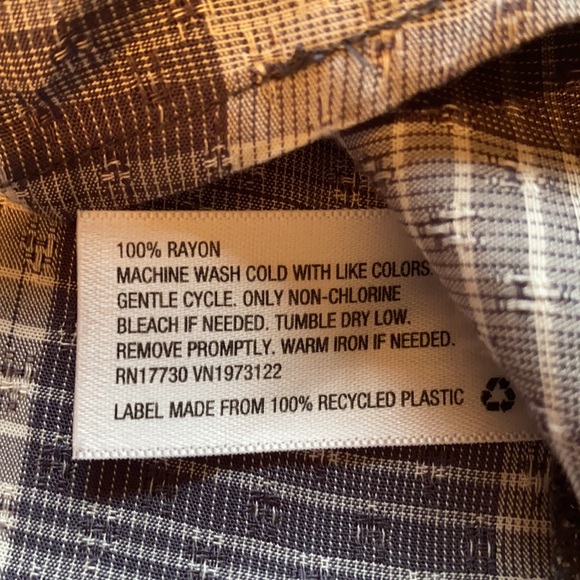 100% RAYON
MACHINE WASH COLD WITH LIKE COLORS.
GENTLE CYCLE. ONLY NON-CHLORINE
BLEACH IF NEEDED. TUMBLE DRY LOW.
REMOVE PROMPTLY. WARM IRON IF NEEDED.
RN17730 VN1973122
LABEL MADE FROM 100% RECYCLED PLASTIC